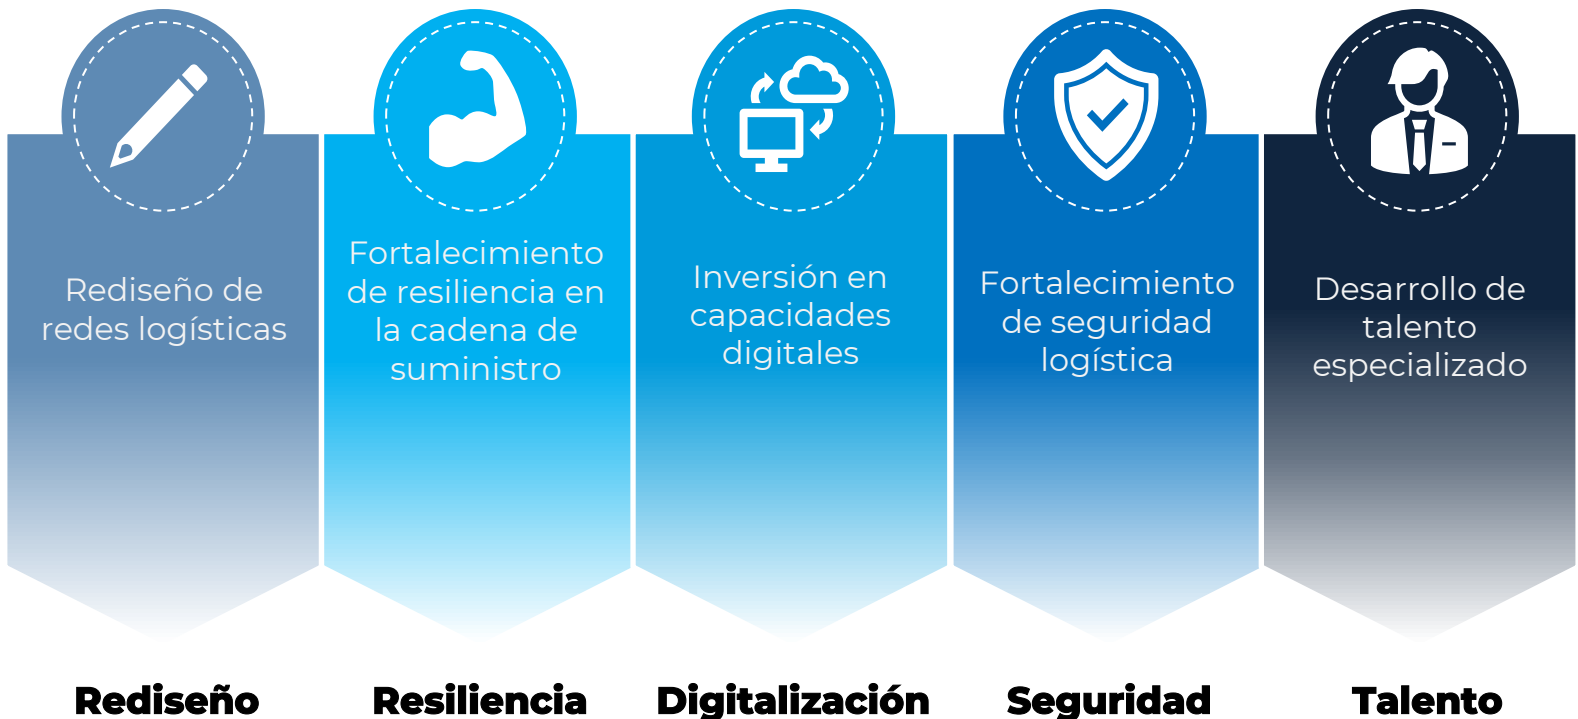 Rediseño de
redes logísticas
Fortalecimiento
de resiliencia en
la cadena de
suministro
Inversión en
capacidades
digitales
Fortalecimiento
de seguridad
logística
Desarrollo de
talento
especializado
Rediseño
Resiliencia
Digitalización
Seguridad
Talento